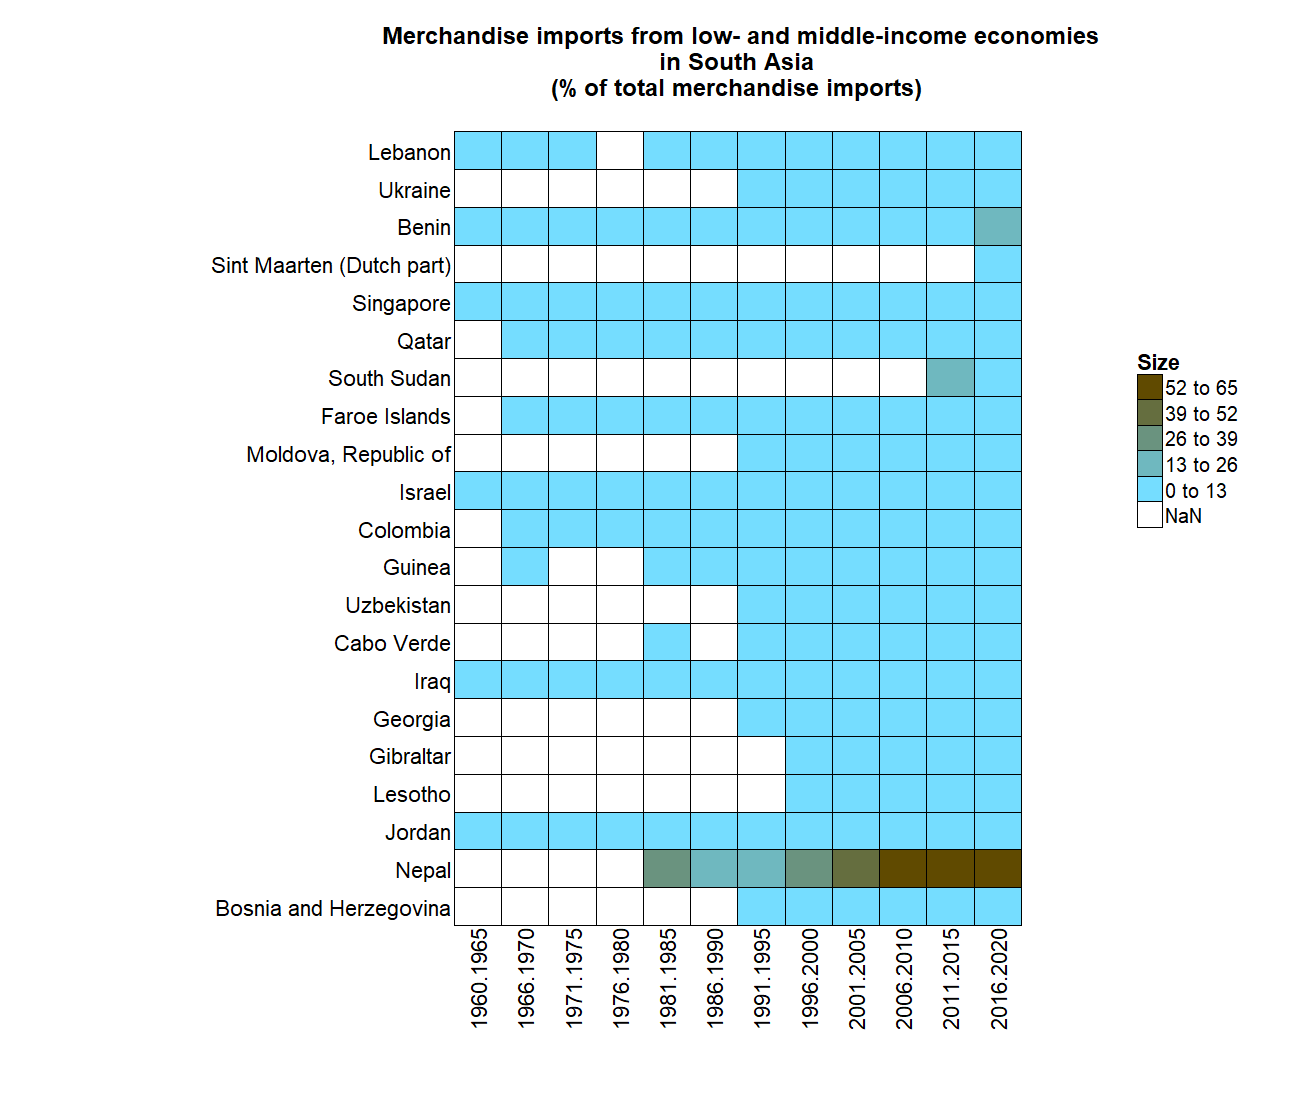 Merchandise imports from low- and middle-income economies
in South Asia
(% of total merchandise imports)
Lebanon
Ukraine
Benin
Sint Maarten (Dutch part)
Singapore
Qatar
South Sudan
Faroe Islands
Moldova, Republic of
Israel
Colombia
Guinea
Uzbekistan
Cabo Verde
Iraq
Georgia
Gibraltar
Lesotho
Jordan
Nepal
Bosnia and Herzegovina
1960.1965
1966.1970
1971.1975
1976.1980
1981.1985
1986.1990
1991.1995
1996.2000
2001.2005
2006.2010
2011.2015
2016.2020
Size
52 to 65
39 to 52
26 to 39
13 to 26
0 to 13
NaN